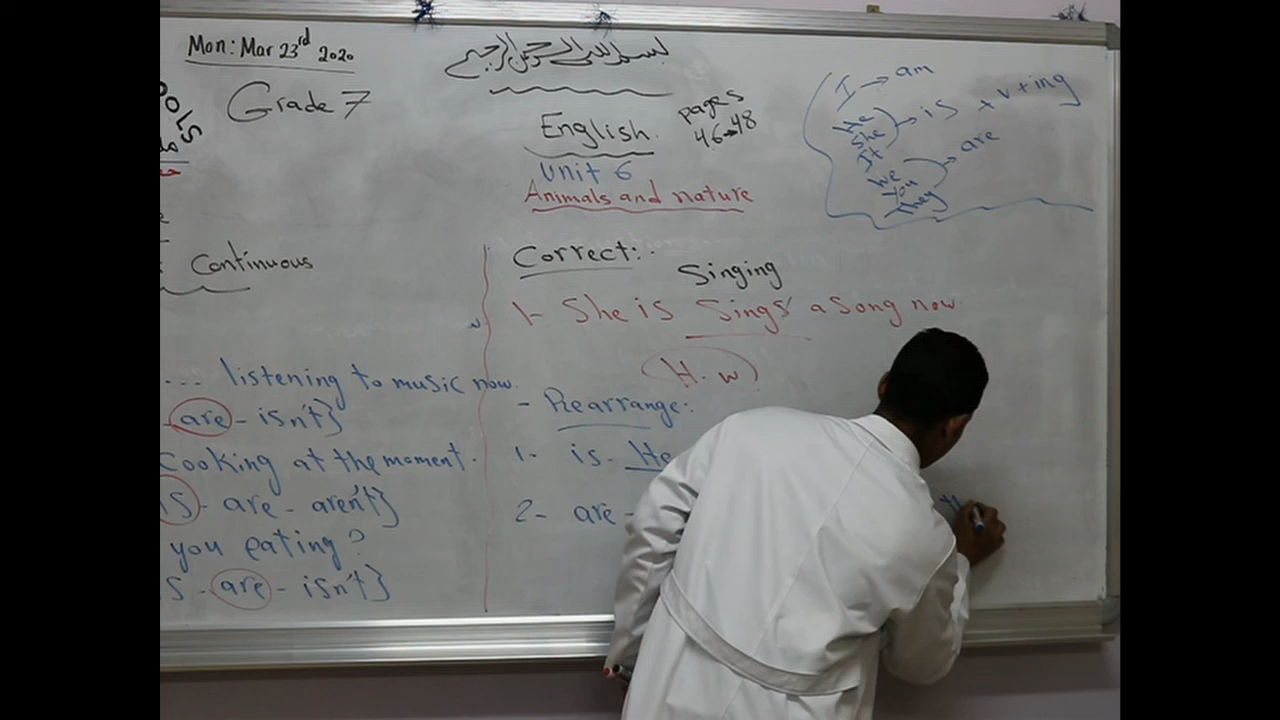 Mon: Mar 23rd 2020
بسم الله الرحمن الرحيم
Grade 7
English.
pages
46→48
Unit 6
Animals and nature
I → am
He
She → is + v + ing
It
We
You → are
They
Continuous
... listening to music now.
are - isn't}
cooking at the moment.
is - are - aren't}
you eating?
- are - isn't}
Correct:
Singing
1- She is Sings a song now
H. w
- Rearrange:
1- is - He
2- are -